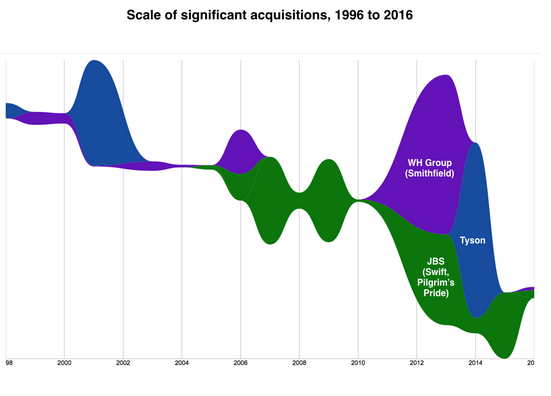 Scale of significant acquisitions, 1996 to 2016
WH Group
(Smithfield)
Tyson
JBS
(Swift,
Pilgrim's
Pride)
98 2000 2002 2004 2006 2008 2010 2012 2014 20